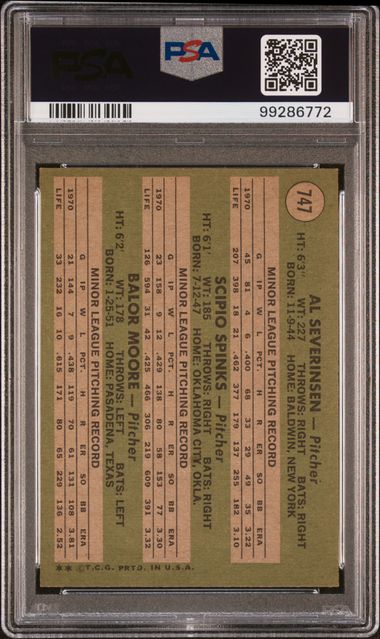 PSA
PSA
99286772
747
AL SEVERINSEN — Pitcher
HT: 6'3" WT: 227 THROWS: RIGHT BATS: RIGHT
BORN: 11-9-44 HOME: BALDWIN, NEW YORK
MINOR LEAGUE PITCHING RECORD
G IP W L PCT. H R ER SO BB ERA
1970 45 81 4 6 .400 68 33 29 49 35 3.22
LIFE 207 398 18 21 .462 377 179 137 255 182 3.10
SCIPIO SPINKS — Pitcher
HT: 6'1" WT: 185 THROWS: RIGHT BATS: RIGHT
BORN: 7-12-47 HOME: OKLAHOMA CITY, OKLA.
MINOR LEAGUE PITCHING RECORD
G IP W L PCT. H R ER SO BB ERA
1970 23 158 9 12 .429 138 80 58 153 77 3.30
LIFE 126 594 31 42 .425 466 306 219 609 391 3.32
BALOR MOORE — Pitcher
HT: 6'2" WT: 178 THROWS: LEFT BATS: LEFT
BORN: 1-25-51 HOME: PASADENA, TEXAS
MINOR LEAGUE PITCHING RECORD
G IP W L PCT. H R ER SO BB ERA
1970 21 144 7 9 .438 119 70 61 131 108 3.81
LIFE 33 232 16 10 .615 171 80 65 229 136 2.52
** © T.C.G. PRTD. IN U.S.A.